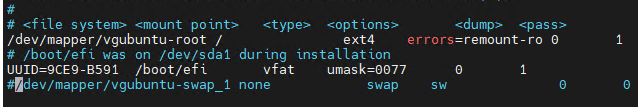 #
# <file system> <mount point>   <type>  <options>       <dump>  <pass>
/dev/mapper/vgubuntu-root /               ext4    errors=remount-ro 0       1
# /boot/efi was on /dev/sda1 during installation
UUID=9CE9-B591  /boot/efi       vfat    umask=0077      0       1
#/dev/mapper/vgubuntu-swap_1 none            swap    sw              0       0